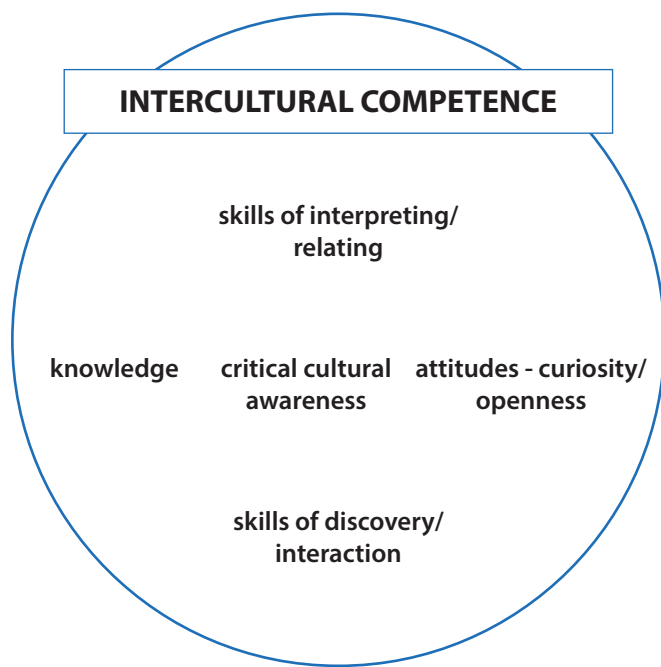 INTERCULTURAL COMPETENCE
skills of interpreting/
relating
knowledge
critical cultural
awareness
attitudes - curiosity/
openness
skills of discovery/
interaction